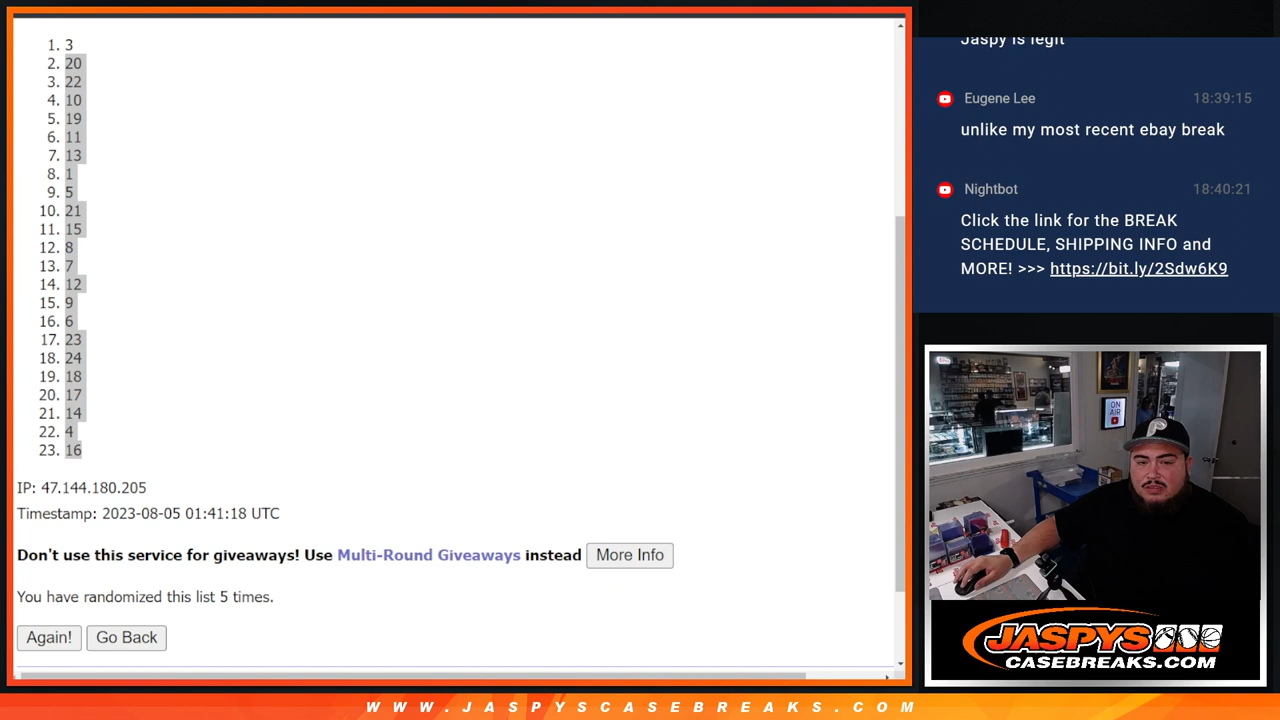 1. 3
2. 20
3. 22
4. 10
5. 19
6. 11
7. 13
8. 1
9. 5
10. 21
11. 15
12. 8
13. 7
14. 12
15. 9
16. 6
17. 23
18. 24
19. 18
20. 17
21. 14
22. 4
23. 16
IP: 47.144.180.205
Timestamp: 2023-08-05 01:41:18 UTC
Don't use this service for giveaways! Use Multi-Round Giveaways instead More Info
You have randomized this list 5 times.
Again! Go Back
Jaspy is legit
Eugene Lee 18:39:15
unlike my most recent ebay break
Nightbot 18:40:21
Click the link for the BREAK
SCHEDULE, SHIPPING INFO and
MORE! >>> https://bit.ly/2Sdw6K9
ON
AIR
P
JASPYS
CASEBREAKS.COM
WWW.JASPYSCASEBREAKS.COM